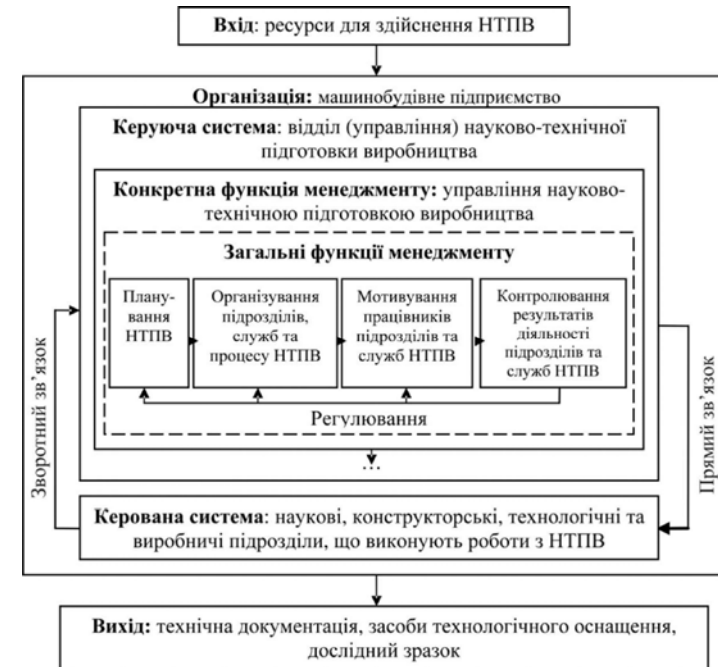 Вхід: ресурси для здійснення НТПВ
Організація: машинобудівне підприємство
Керуюча система: відділ (управління) науково-технічної
підготовки виробництва
Конкретна функція менеджменту: управління науково-
технічною підготовкою виробництва
Загальні функції менеджменту
Плану-
вання
НТПВ
Організування
підрозділів,
служб та
процесу НТПВ
Мотивування
працівників
підрозділів та
служб НТПВ
Контролювання
результатів
діяльності
підрозділів та
служб НТПВ
Регулювання
...
Зворотний зв’язок
Прямий зв’язок
Керована система: наукові, конструкторські, технологічні та
виробничі підрозділи, що виконують роботи з НТПВ
Вихід: технічна документація, засоби технологічного оснащення,
дослідний зразок